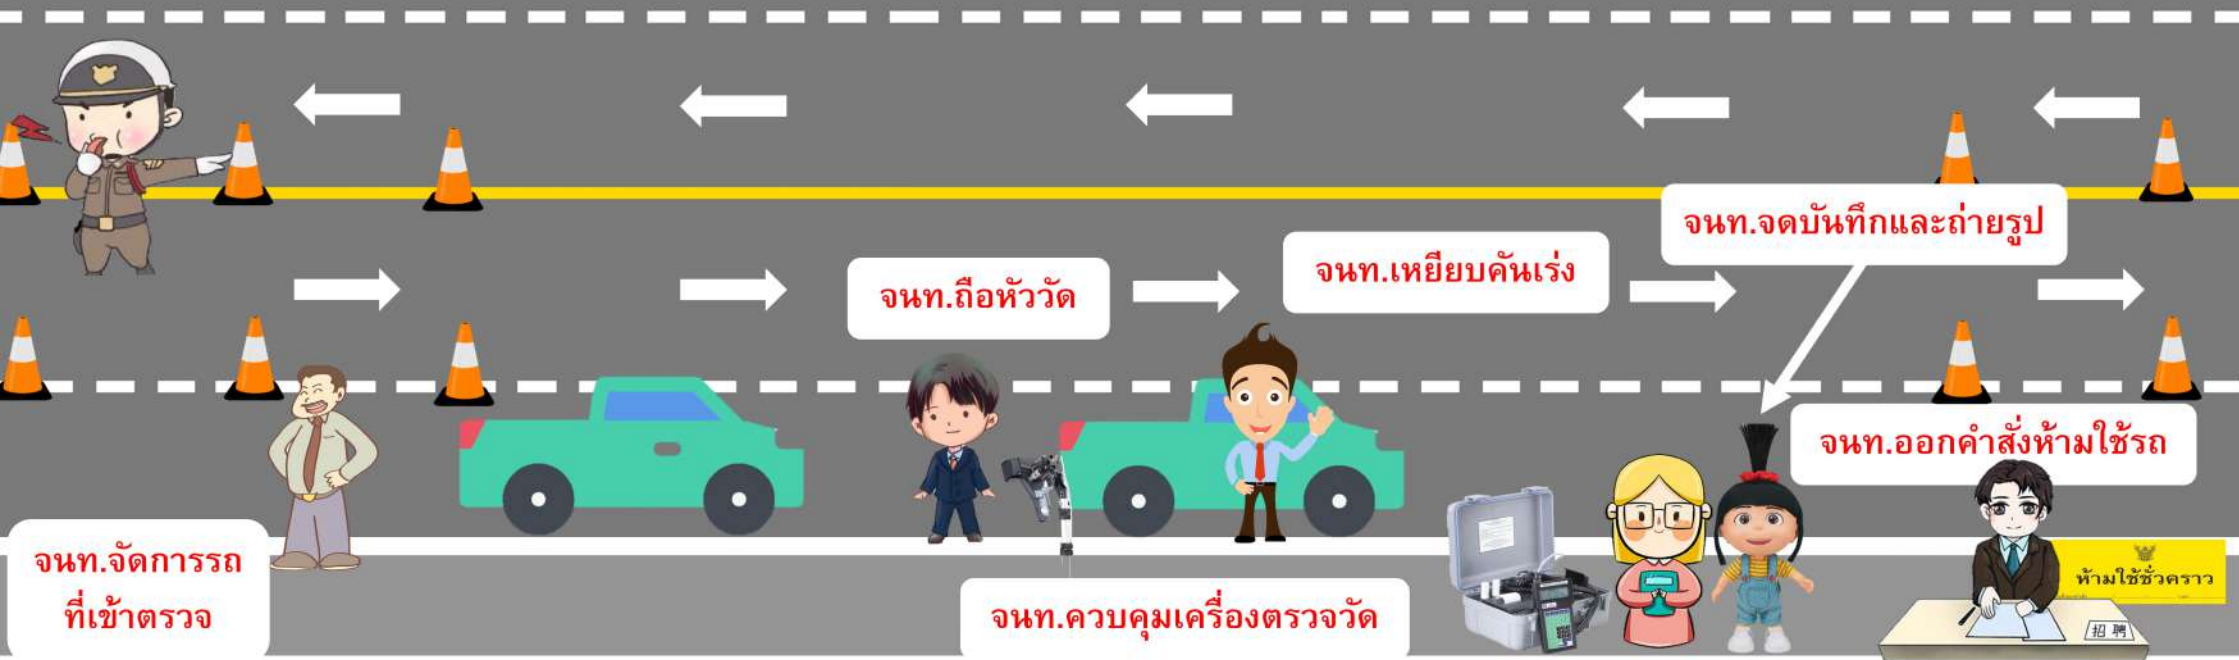 จนท.จดบันทึกและถ่ายรูป
จนท.เหยียบคันเร่ง
จนท.ถือหัววัด
จนท.ออกคำสั่งห้ามใช้รถ
จนท.จัดการรถ
ที่เข้าตรวจ
จนท.ควบคุมเครื่องตรวจวัด
ห้ามใช้ชั่วคราว
招聘